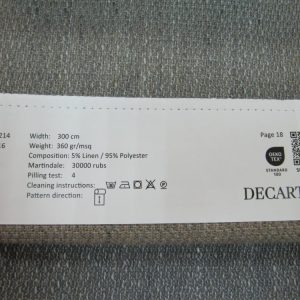 214 Width: 300 cm Page 18
16 Weight: 360 gr/msq
Composition: 5% Linen / 95% Polyester
Martindale: 30000 rubs
Pilling test: 4
Cleaning instructions:
Pattern direction:
OEKO
TEX
STANDARD
100
DECART